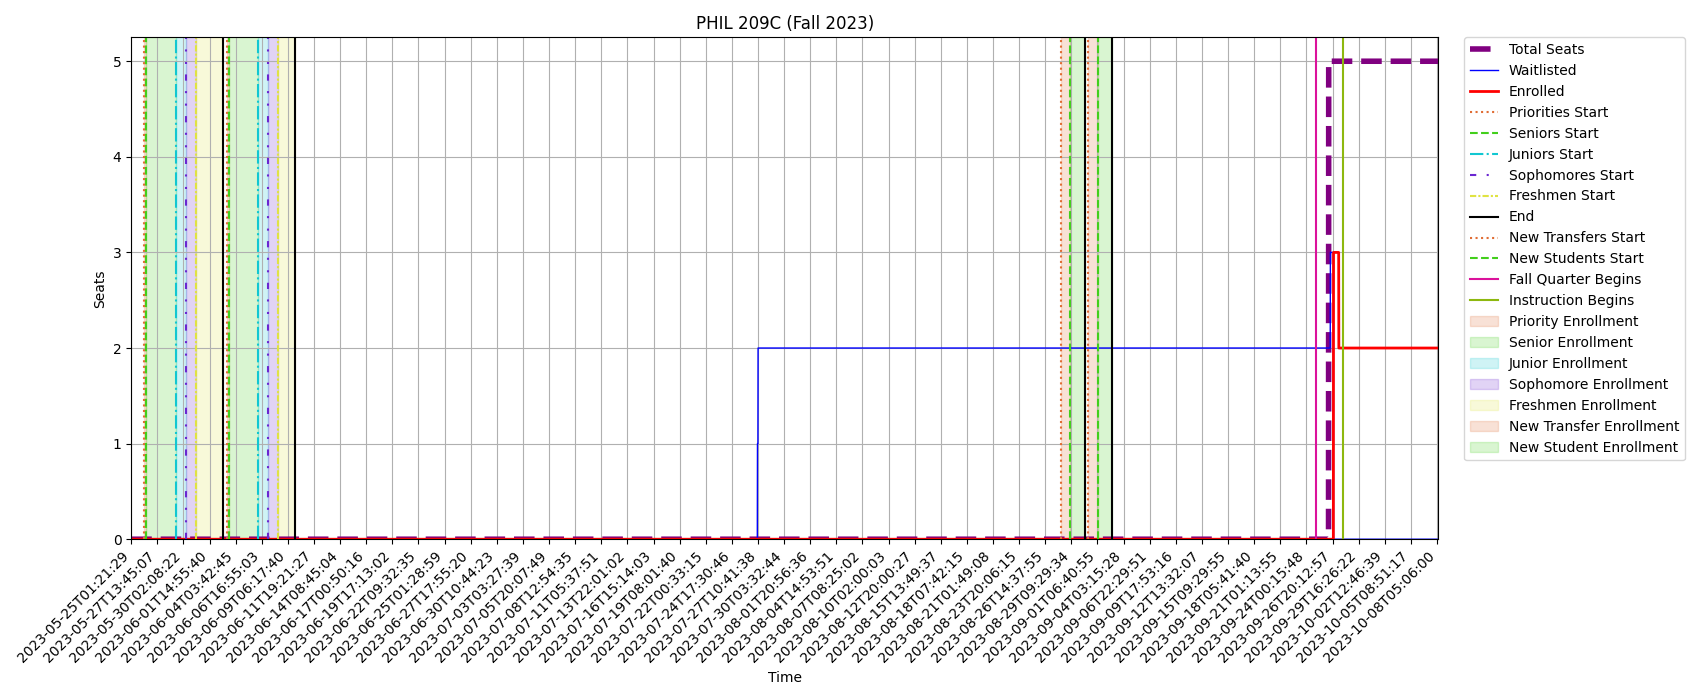 PHIL 209C (Fall 2023)
Seats
5
4
3
2
1
0
2023-05-25T01:21:29
2023-05-27T13:45:07
2023-05-30T02:08:22
2023-06-01T14:55:40
2023-06-04T03:42:45
2023-06-06T16:55:03
2023-06-09T06:17:40
2023-06-11T19:21:27
2023-06-14T08:45:04
2023-06-17T00:50:16
2023-06-19T17:13:02
2023-06-22T09:32:35
2023-06-25T01:28:59
2023-06-27T17:55:20
2023-06-30T10:44:23
2023-07-03T03:27:39
2023-07-05T20:07:49
2023-07-08T12:54:35
2023-07-11T05:37:51
2023-07-13T22:01:02
2023-07-16T15:14:03
2023-07-19T08:01:40
2023-07-22T00:33:15
2023-07-24T17:30:46
2023-07-27T10:41:38
2023-07-30T03:32:44
2023-08-01T20:56:36
2023-08-04T14:53:51
2023-08-07T08:25:02
2023-08-10T02:00:03
2023-08-12T20:00:27
2023-08-15T13:49:37
2023-08-18T07:42:15
2023-08-21T01:49:08
2023-08-23T20:06:15
2023-08-26T14:37:55
2023-08-29T09:29:34
2023-09-01T06:40:55
2023-09-04T03:15:28
2023-09-06T22:29:51
2023-09-09T17:53:16
2023-09-12T13:32:07
2023-09-15T09:29:55
2023-09-18T05:41:40
2023-09-21T01:13:55
2023-09-24T00:15:48
2023-09-26T20:12:57
2023-09-29T16:26:22
2023-10-02T12:46:39
2023-10-05T08:51:17
2023-10-08T05:06:00
Time
Total Seats
Waitlisted
Enrolled
Priorities Start
Seniors Start
Juniors Start
Sophomores Start
Freshmen Start
End
New Transfers Start
New Students Start
Fall Quarter Begins
Instruction Begins
Priority Enrollment
Senior Enrollment
Junior Enrollment
Sophomore Enrollment
Freshmen Enrollment
New Transfer Enrollment
New Student Enrollment